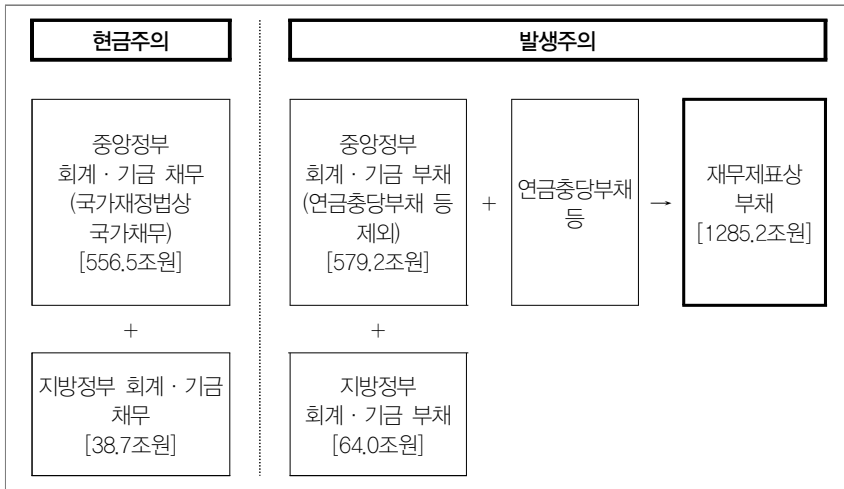 현금주의
발생주의
중앙정부
회계 · 기금 채무
(국가재정법상
국가채무)
[556.5조원]
중앙정부
회계 · 기금 부채
(연금충당부채 등
제외)
[579.2조원]
+
연금충당부채
등
→
재무제표상
부채
[1285.2조원]
+
+
지방정부 회계 · 기금
채무
[38.7조원]
지방정부
회계 · 기금 부채
[64.0조원]